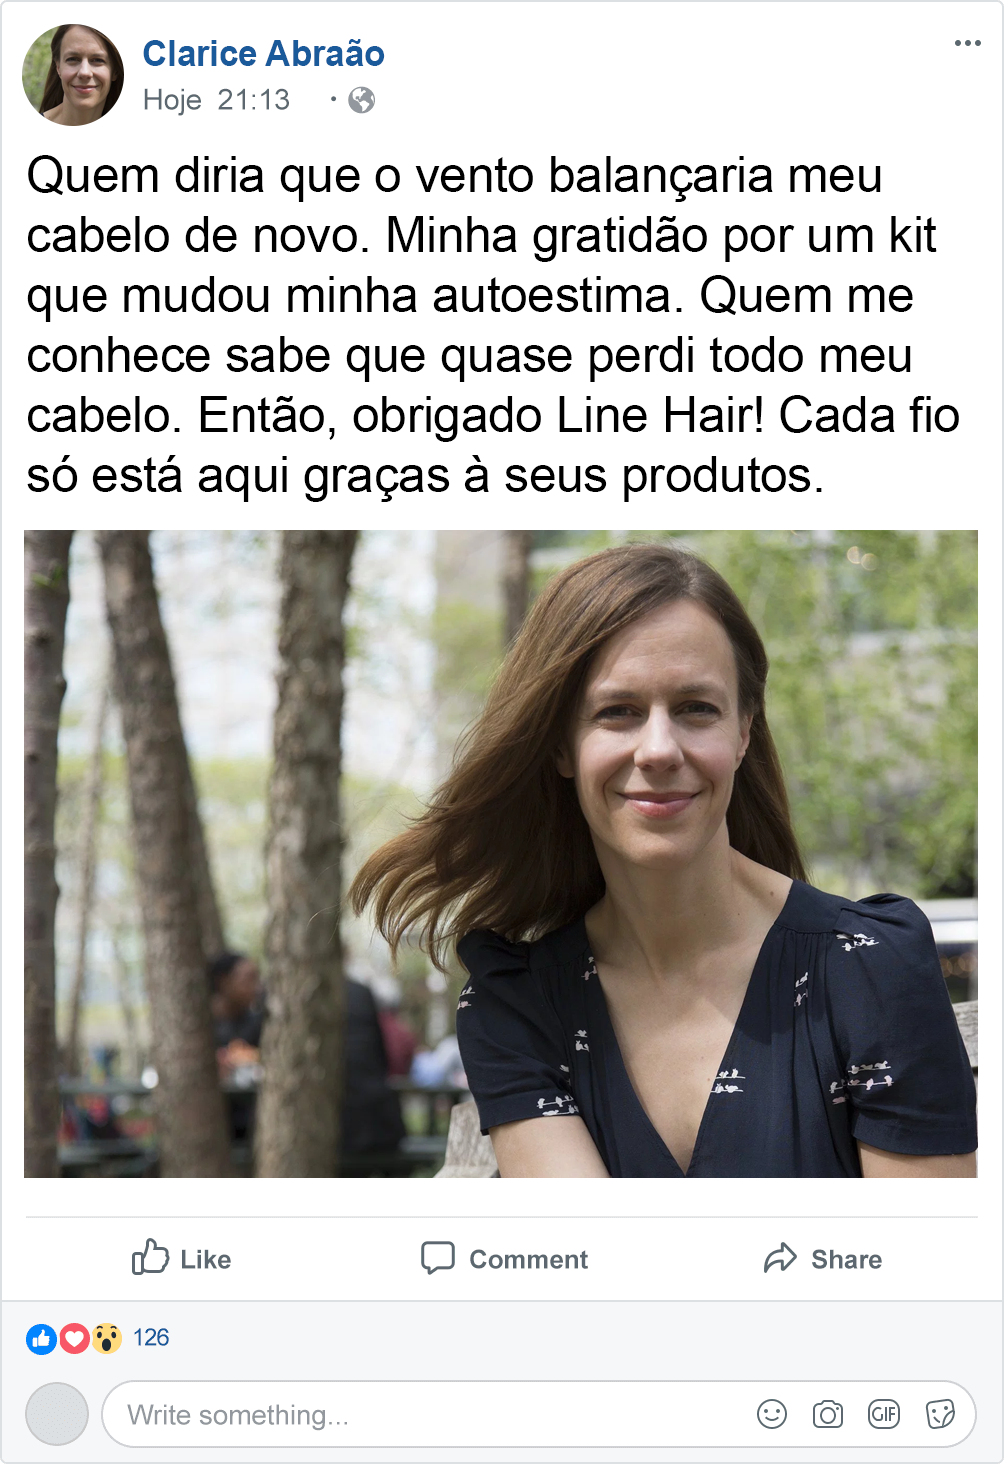 Clarice Abraão
Hoje 21:13 ·
Quem diria que o vento balançaria meu
cabelo de novo. Minha gratidão por um kit
que mudou minha autoestima. Quem me
conhece sabe que quase perdi todo meu
cabelo. Então, obrigado Line Hair! Cada fio
só está aqui graças à seus produtos.
Like Comment Share
126
Write something... GIF